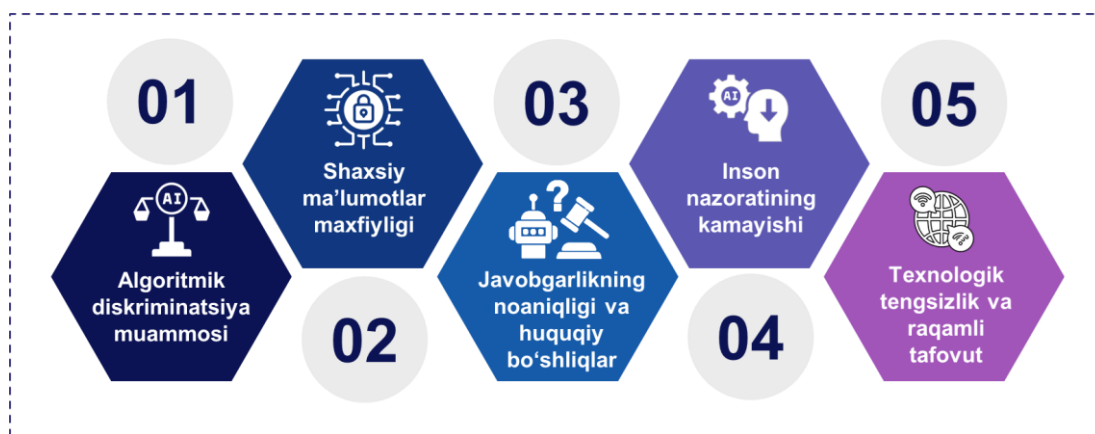 01
AI
Algoritmik
diskriminatsiya
muammosi
Shaxsiy
ma’lumotlar
maxfiyligi
02
03
?
Javobgarlikning
noaniqligi va
huquqiy
bo‘shliqlar
AI
Inson
nazoratining
kamayishi
04
05
Texnologik
tengsizlik va
raqamli
tafovut